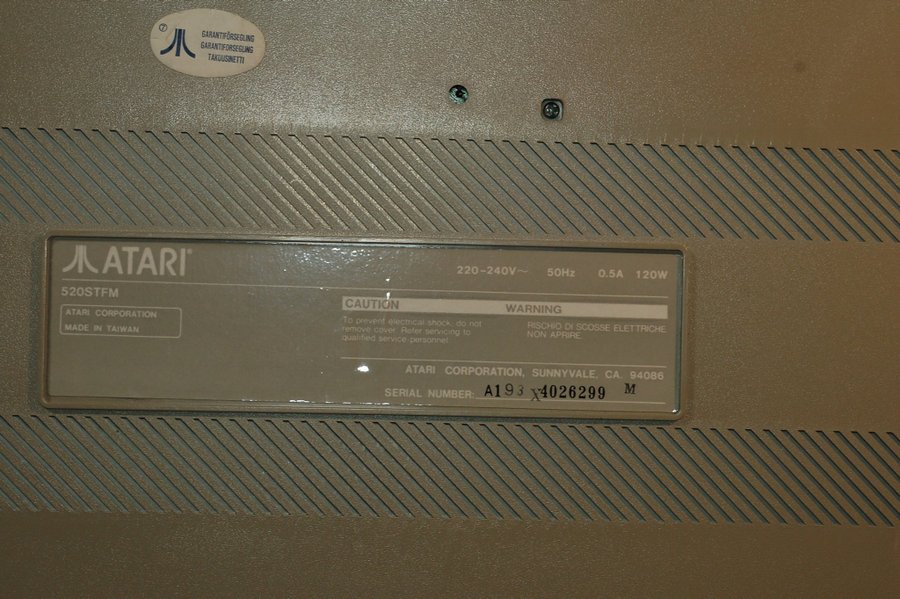 7
GARANTIFÖRSEGLING
GARANTIFORSEGLING
TAKUUSINETTI
ATARI®
220-240V~ 50Hz 0.5A 120W
520STFM
ATARI CORPORATION
MADE IN TAIWAN
CAUTION WARNING
To prevent electrical shock, do not
remove cover. Refer servicing to
qualified service personnel.
RISCHIO DI SCOSSE ELETTRICHE
NON APRIRE.
ATARI CORPORATION, SUNNYVALE, CA. 94086
SERIAL NUMBER: A193 X4026299 M